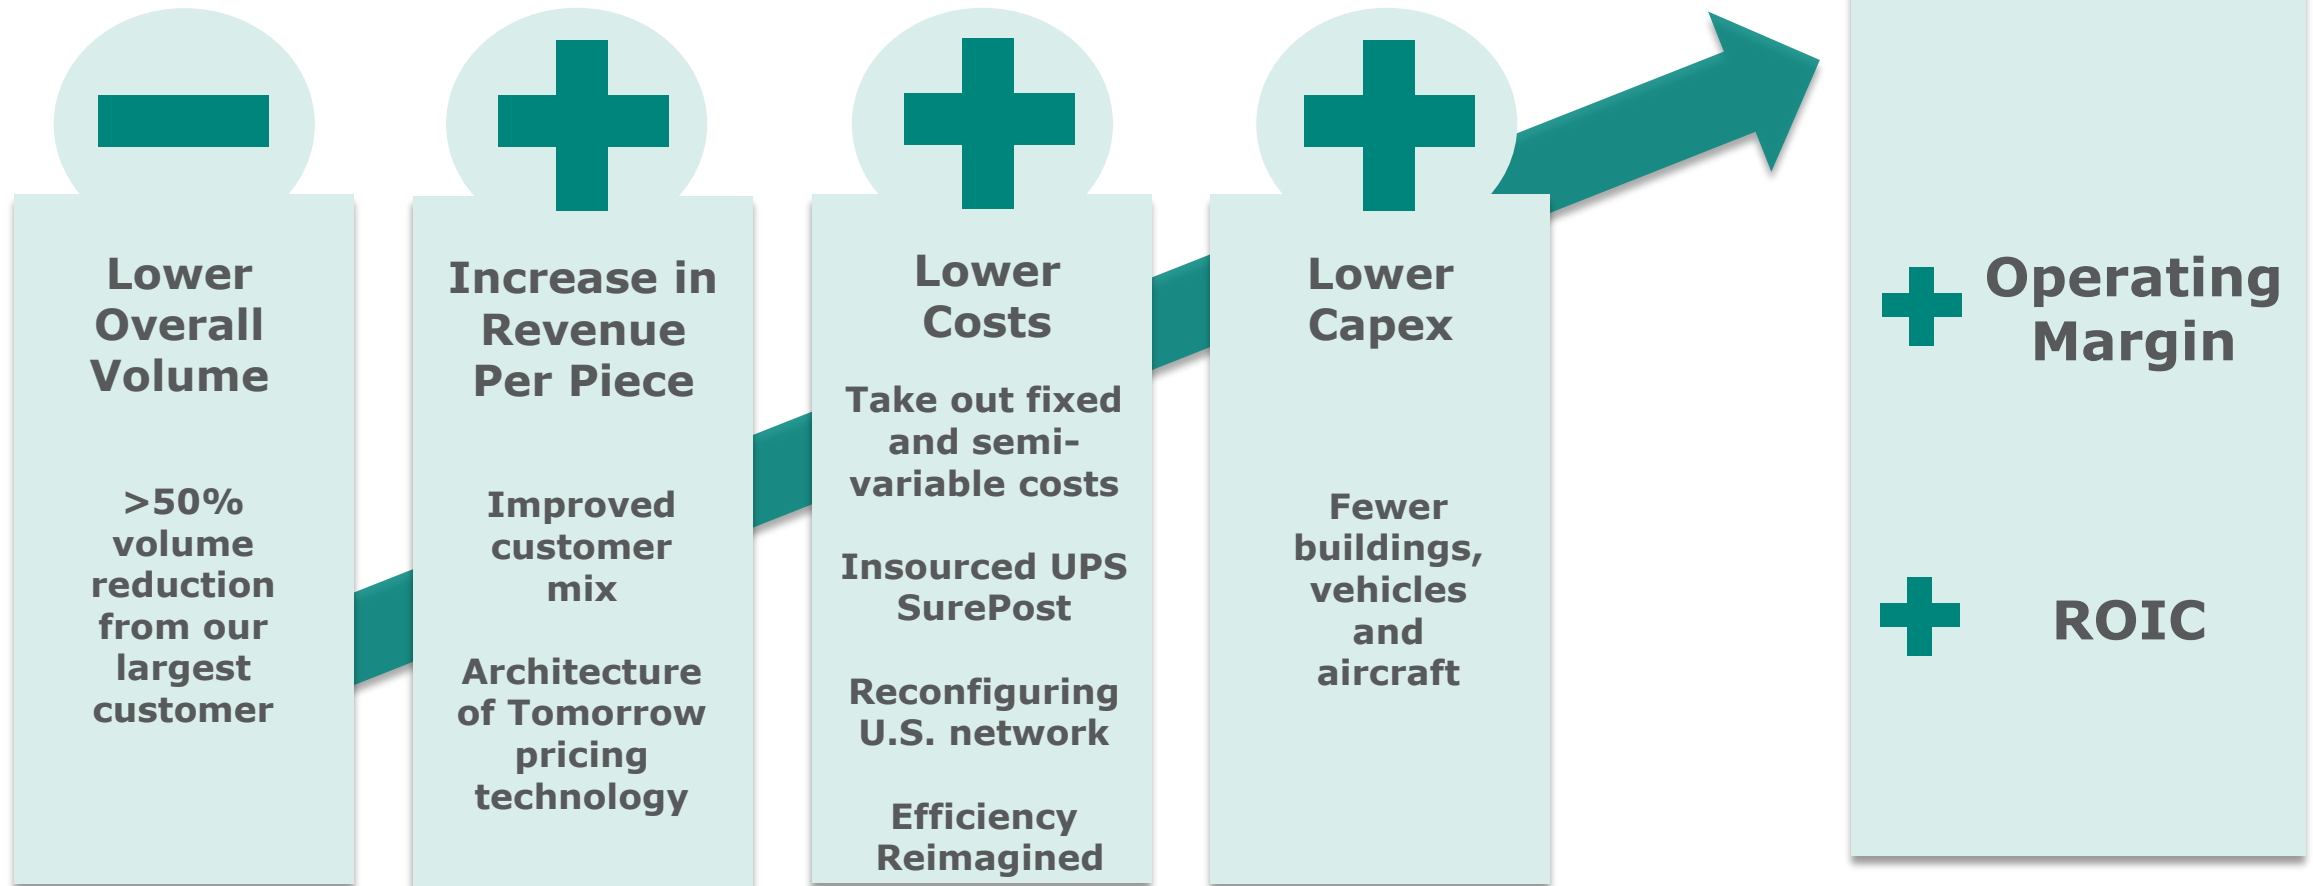 Lower
Overall
Volume
>50%
volume
reduction
from our
largest
customer
Increase in
Revenue
Per Piece
Improved
customer
mix
Architecture
of Tomorrow
pricing
technology
Lower
Costs
Take out fixed
and semi-
variable costs
Insourced UPS
SurePost
Reconfiguring
U.S. network
Efficiency
Reimagined
Lower
Capex
Fewer
buildings,
vehicles
and
aircraft
Operating
Margin
ROIC